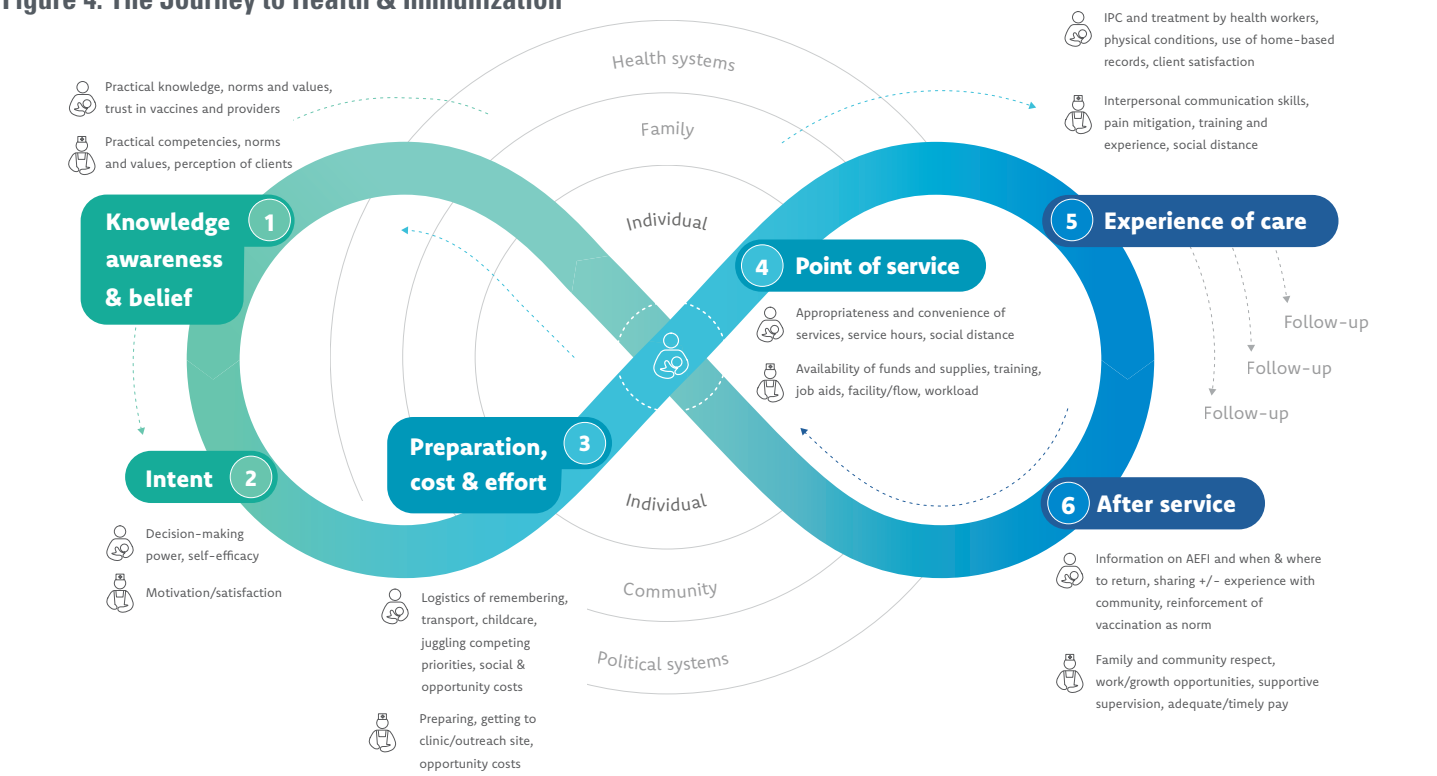 Figure 4. The Journey to Health & Immunization
Practical knowledge, norms and values,
trust in vaccines and providers
Practical competencies, norms
and values, perception of clients
Knowledge
awareness
& belief
1
Intent
2
Decision-making
power, self-efficacy
Motivation/satisfaction
Preparation,
cost & effort
3
Logistics of remembering,
transport, childcare,
juggling competing
priorities, social &
opportunity costs
Preparing, getting to
clinic/outreach site,
opportunity costs
Health systems
Family
Individual
Individual
Community
Political systems
4
Point of service
Appropriateness and convenience of
services, service hours, social distance
Availability of funds and supplies, training,
job aids, facility/flow, workload
IPC and treatment by health workers,
physical conditions, use of home-based
records, client satisfaction
Interpersonal communication skills,
pain mitigation, training and
experience, social distance
5
Experience of care
Follow-up
Follow-up
Follow-up
6
After service
Information on AEFI and when & where
to return, sharing +/- experience with
community, reinforcement of
vaccination as norm
Family and community respect,
work/growth opportunities, supportive
supervision, adequate/timely pay